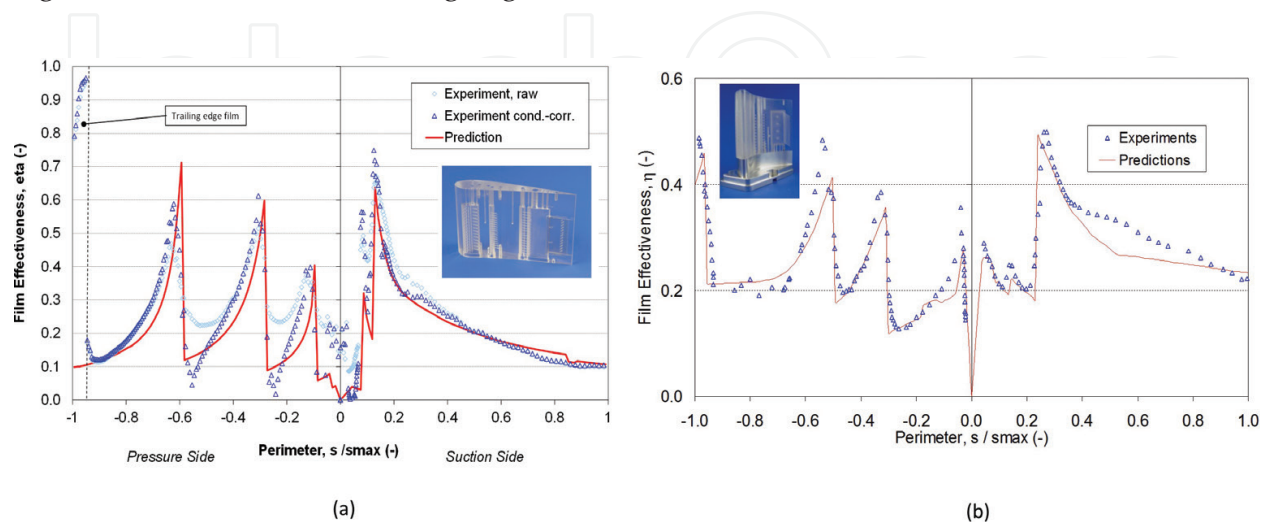 1.0
0.9
0.8
0.7
0.6
0.5
0.4
0.3
0.2
0.1
0.0
Film Effectiveness, eta (-)
Trailing edge film
Experiment, raw
Experiment cond.-corr.
Prediction
-1 -0.8 -0.6 -0.4 -0.2 0 0.2 0.4 0.6 0.8 1
Perimeter, s /smax (-)
Pressure Side
Suction Side
(a)
0.6
0.4
0.2
0.0
Film Effectiveness, η (-)
Experiments
Predictions
-1.0 -0.8 -0.6 -0.4 -0.2 0.0 0.2 0.4 0.6 0.8 1.0
Perimeter, s / smax (-)
(b)